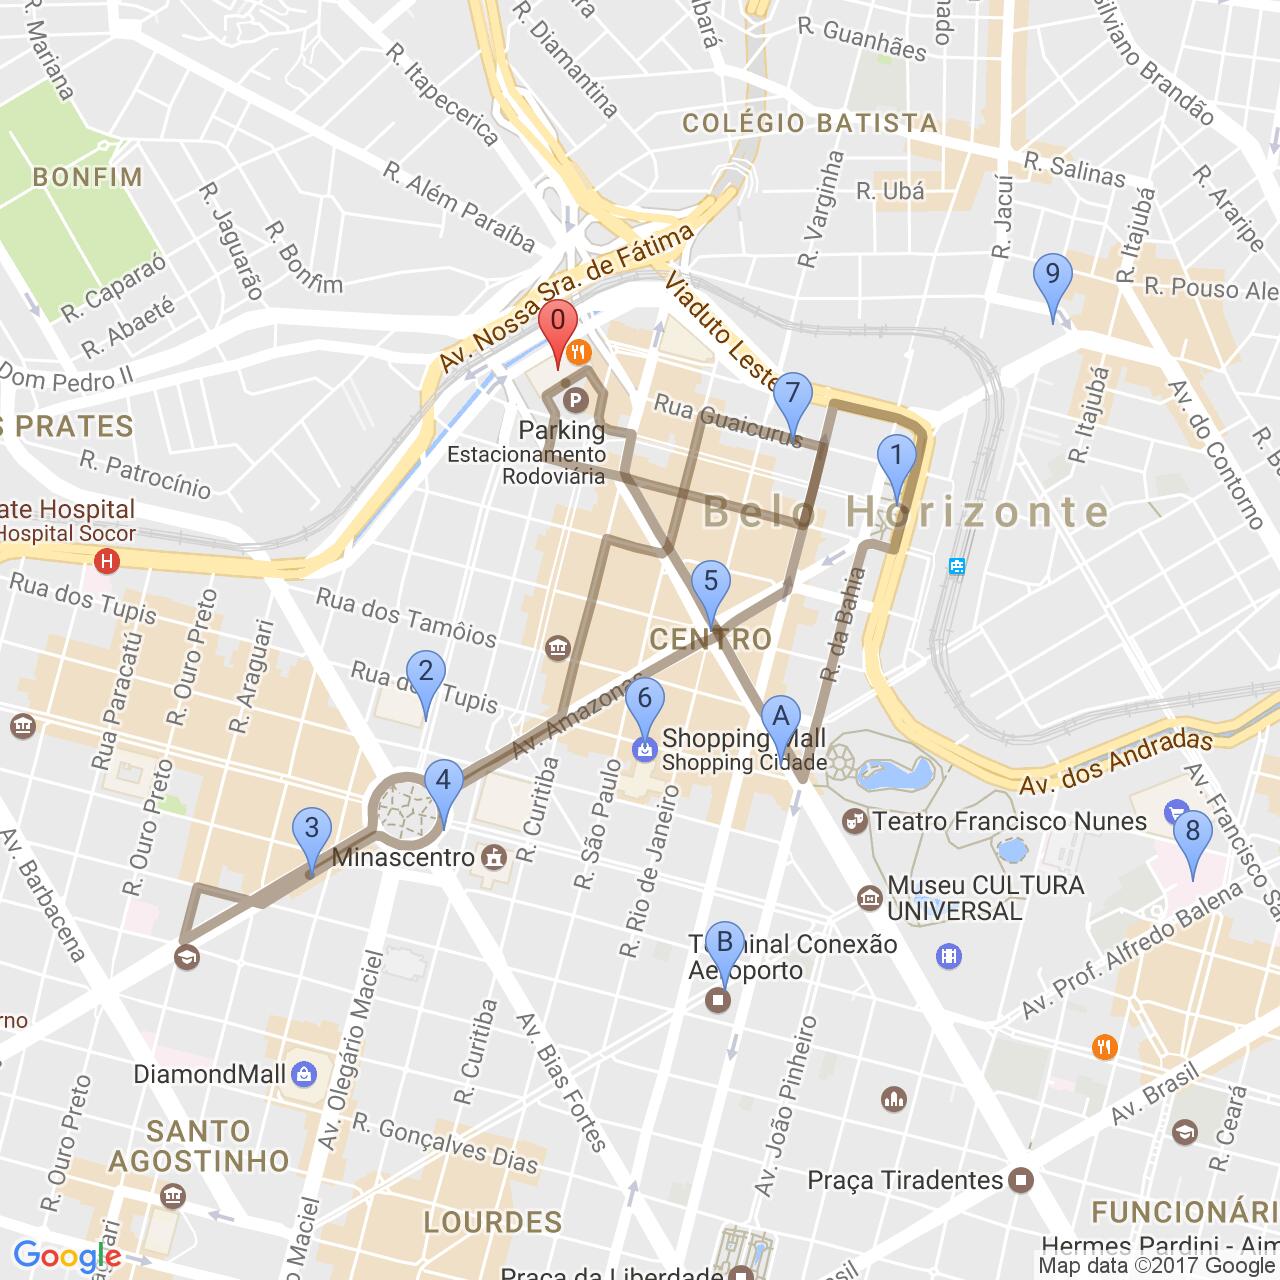 R. Mariana
R. Itapecerica
R. Diamantina
R. Guanhães
Silviano Brandão
COLÉGIO BATISTA
R. Salinas
R. Araripe
BONFIM
R. Além Paraíba
R. Ubá
R. Varginha
R. Jacuí
R. Itajubá
R. Jaguarão
R. Bonfim
R. Caparaó
R. Abaeté
Av. Nossa Sra. de Fátima
Viaduto Leste
R. Pouso Ale
9
0
Dom Pedro II
7
Rua Guaicurus
R. Itajubá
Av. do Contorno
S PRATES
P
Parking
Estacionamento
Rodoviária
1
R. Patrocínio
ate Hospital
Hospital Socor
H
Belo Horizonte
Rua dos Tupis
R. Ouro Preto
R. Araguari
Rua Paracatu
Rua dos Tamôios
5
CENTRO
R. da Bahia
2
Rua dos Tupis
6
A
Av. Amazonas
Shopping Mall
Shopping Cidade
Av. dos Andradas
Av. Francisco Sa
R. Ouro Preto
4
3
R. Curitiba
R. São Paulo
R. Rio de Janeiro
Minascentro
Teatro Francisco Nunes
8
Av. Barbacena
Museu CULTURA
UNIVERSAL
Av. Prof. Alfredo Balena
B
Terminal Conexão
Aeroporto
rno
Av. Olegário Maciel
R. Curitiba
Av. Bias Fortes
Av. João Pinheiro
DiamondMall
R. Ouro Preto
R. Gonçalves Dias
Av. Brasil
R. Ceará
SANTO
AGOSTINHO
Praça Tiradentes
LOURDES
FUNCIONÁRI
Maciel
Hermes Pardini - Aim
Google
Praça da Liberdade
Map data ©2017 Google